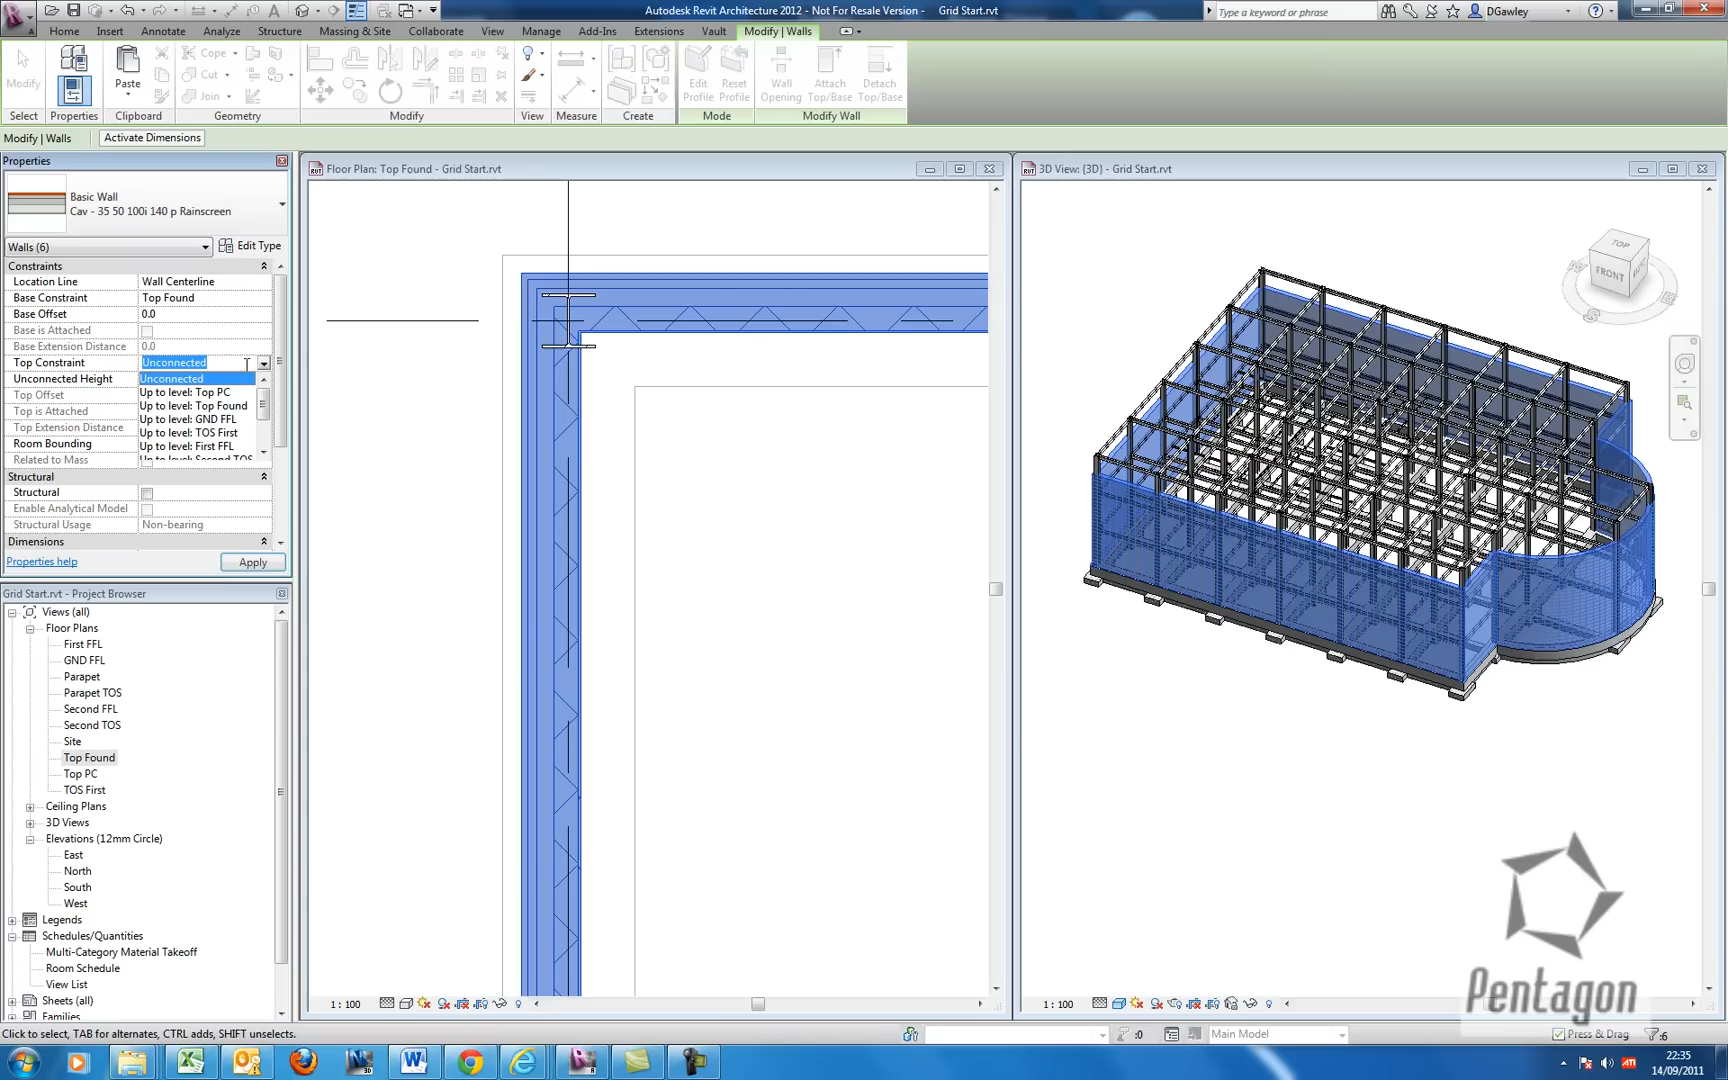 Autodesk Revit Architecture 2012 - Not For Resale Version - Grid Start.rvt
Type a keyword or phrase
DGawley
Home Insert Annotate Analyze Structure Massing & Site Collaborate View Manage Add-Ins Extensions Vault Modify | Walls
Modify
Paste
Cope
Cut
Join
Edit Profile
Reset Profile
Wall Opening
Attach Top/Base
Detach Top/Base
Select Properties Clipboard Geometry Modify View Measure Create Mode Modify Wall
Modify | Walls Activate Dimensions
Properties
Basic Wall
Cav - 35 50 100i 140 p Rainscreen
Walls (6) Edit Type
Constraints
Location Line Wall Centerline
Base Constraint Top Found
Base Offset 0.0
Base is Attached
Base Extension Distance 0.0
Top Constraint Unconnected
Unconnected Height Unconnected
Top Offset Up to level: Top PC
Up to level: Top Found
Top is Attached Up to level: GND FFL
Top Extension Distance Up to level: TOS First
Room Bounding Up to level: First FFL
Related to Mass Up to level: Second TOS
Structural
Structural
Enable Analytical Model
Structural Usage Non-bearing
Dimensions
Properties help Apply
Grid Start.rvt - Project Browser
Views (all)
Floor Plans
First FFL
GND FFL
Parapet
Parapet TOS
Second FFL
Second TOS
Site
Top Found
Top PC
TOS First
Ceiling Plans
3D Views
Elevations (12mm Circle)
East
North
South
West
Legends
Schedules/Quantities
Multi-Category Material Takeoff
Room Schedule
View List
Sheets (all)
Families
Floor Plan: Top Found - Grid Start.rvt
1 : 100
3D View: {3D} - Grid Start.rvt
TOP
FRONT
S
Pentagon
1 : 100
Click to select, TAB for alternates, CTRL adds, SHIFT unselects.
:0
Main Model
Press & Drag
:6
22:35
14/09/2011